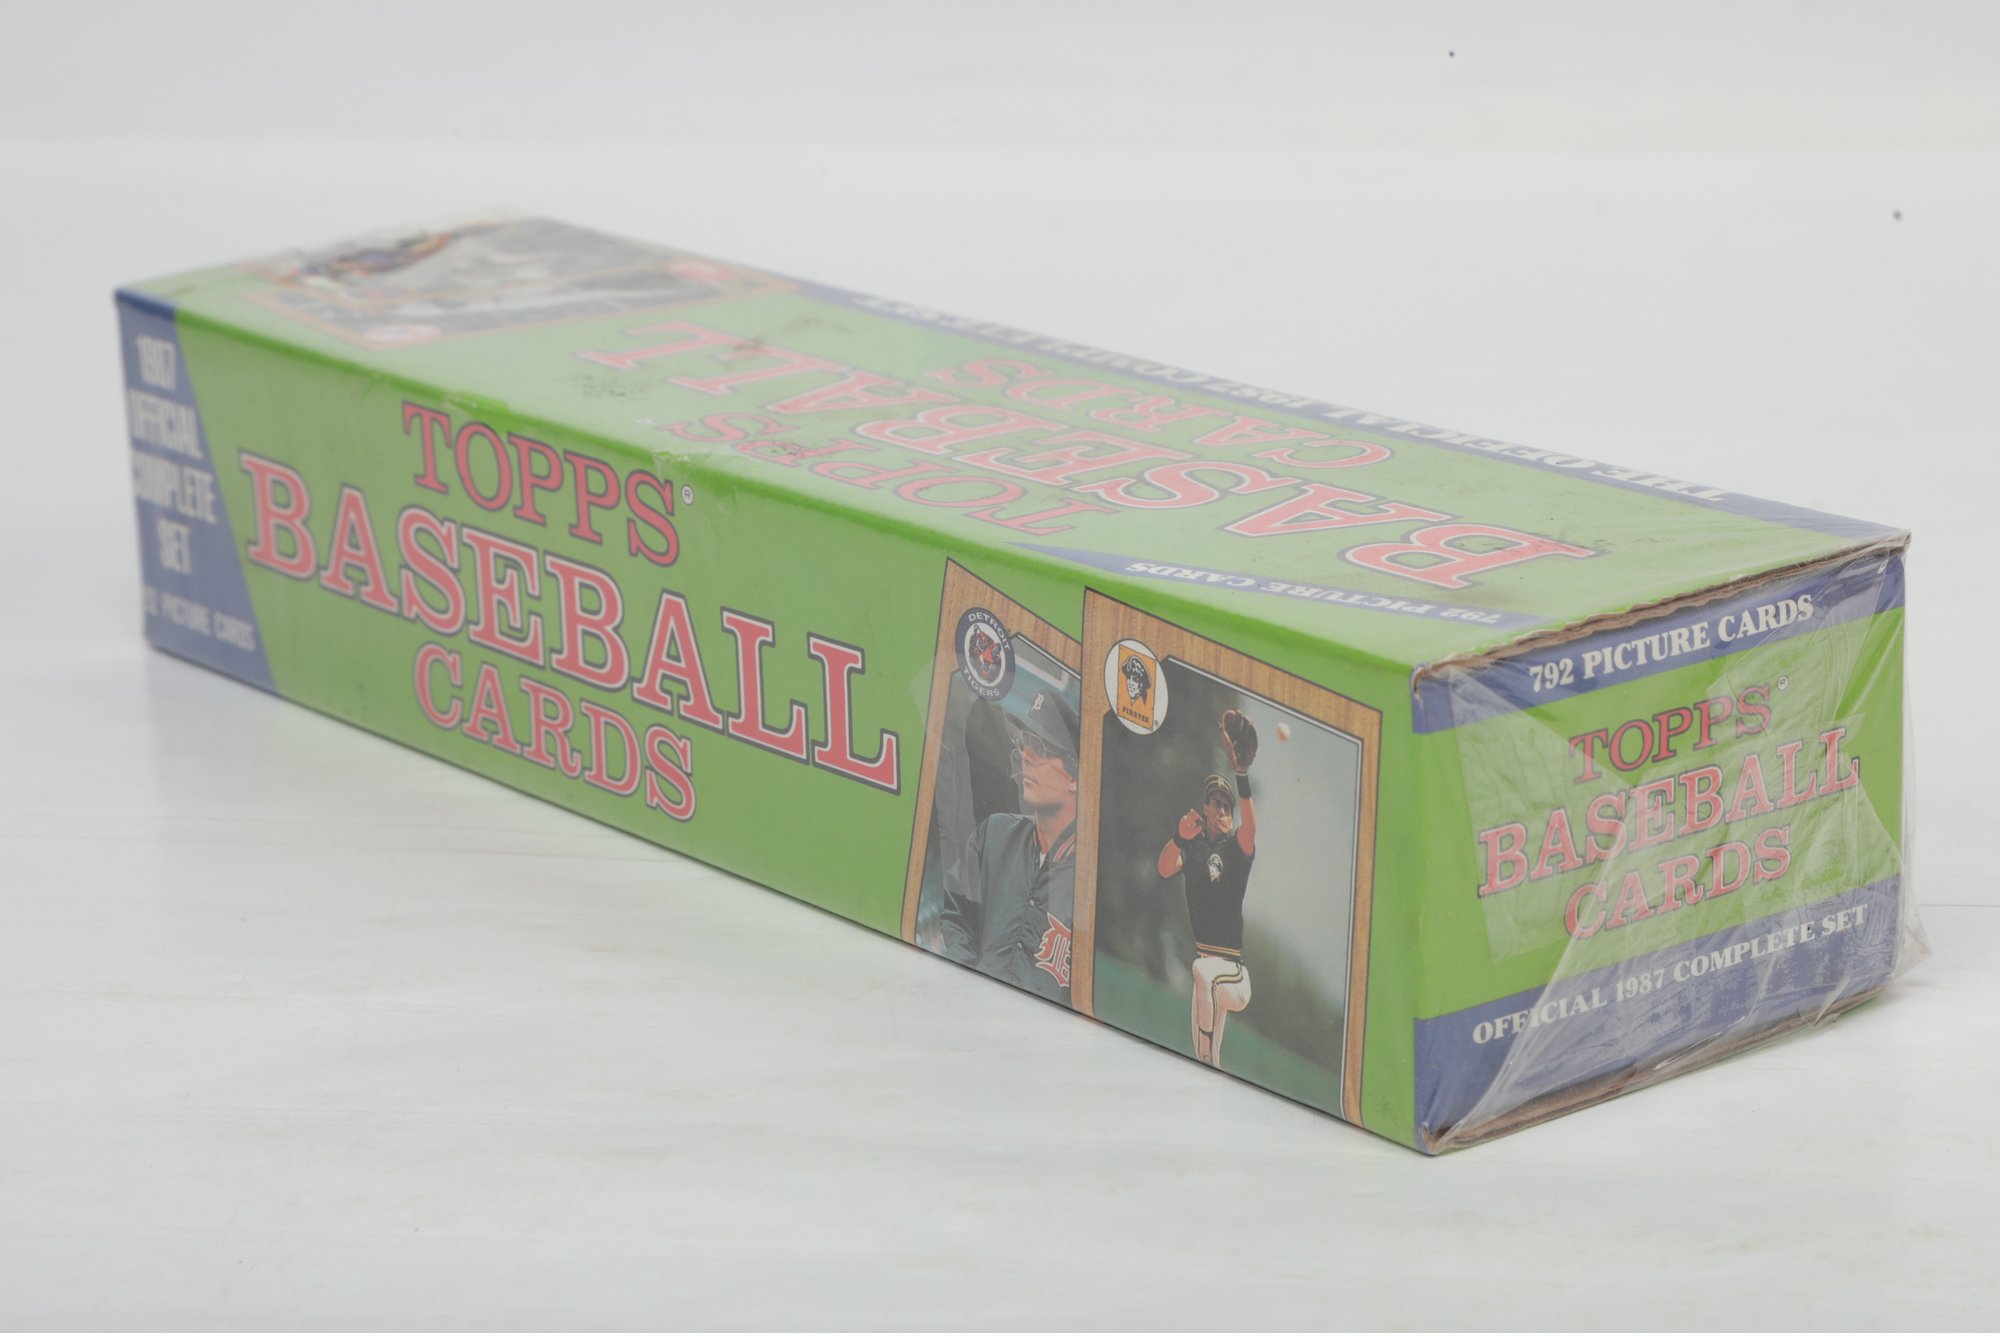 1987
OFFICIAL
COMPLETE
SET
PICTURE CARDS
TOPPS®
BASEBALL
CARDS
DETROIT
TIGERS
D
PIRATES
®
P
THE OFFICIAL 1987 COMPLETE SET
TOPPS®
BASEBALL
CARDS
792 PICTURE CARDS
792 PICTURE CARDS
TOPPS®
BASEBALL
CARDS
OFFICIAL 1987 COMPLETE SET